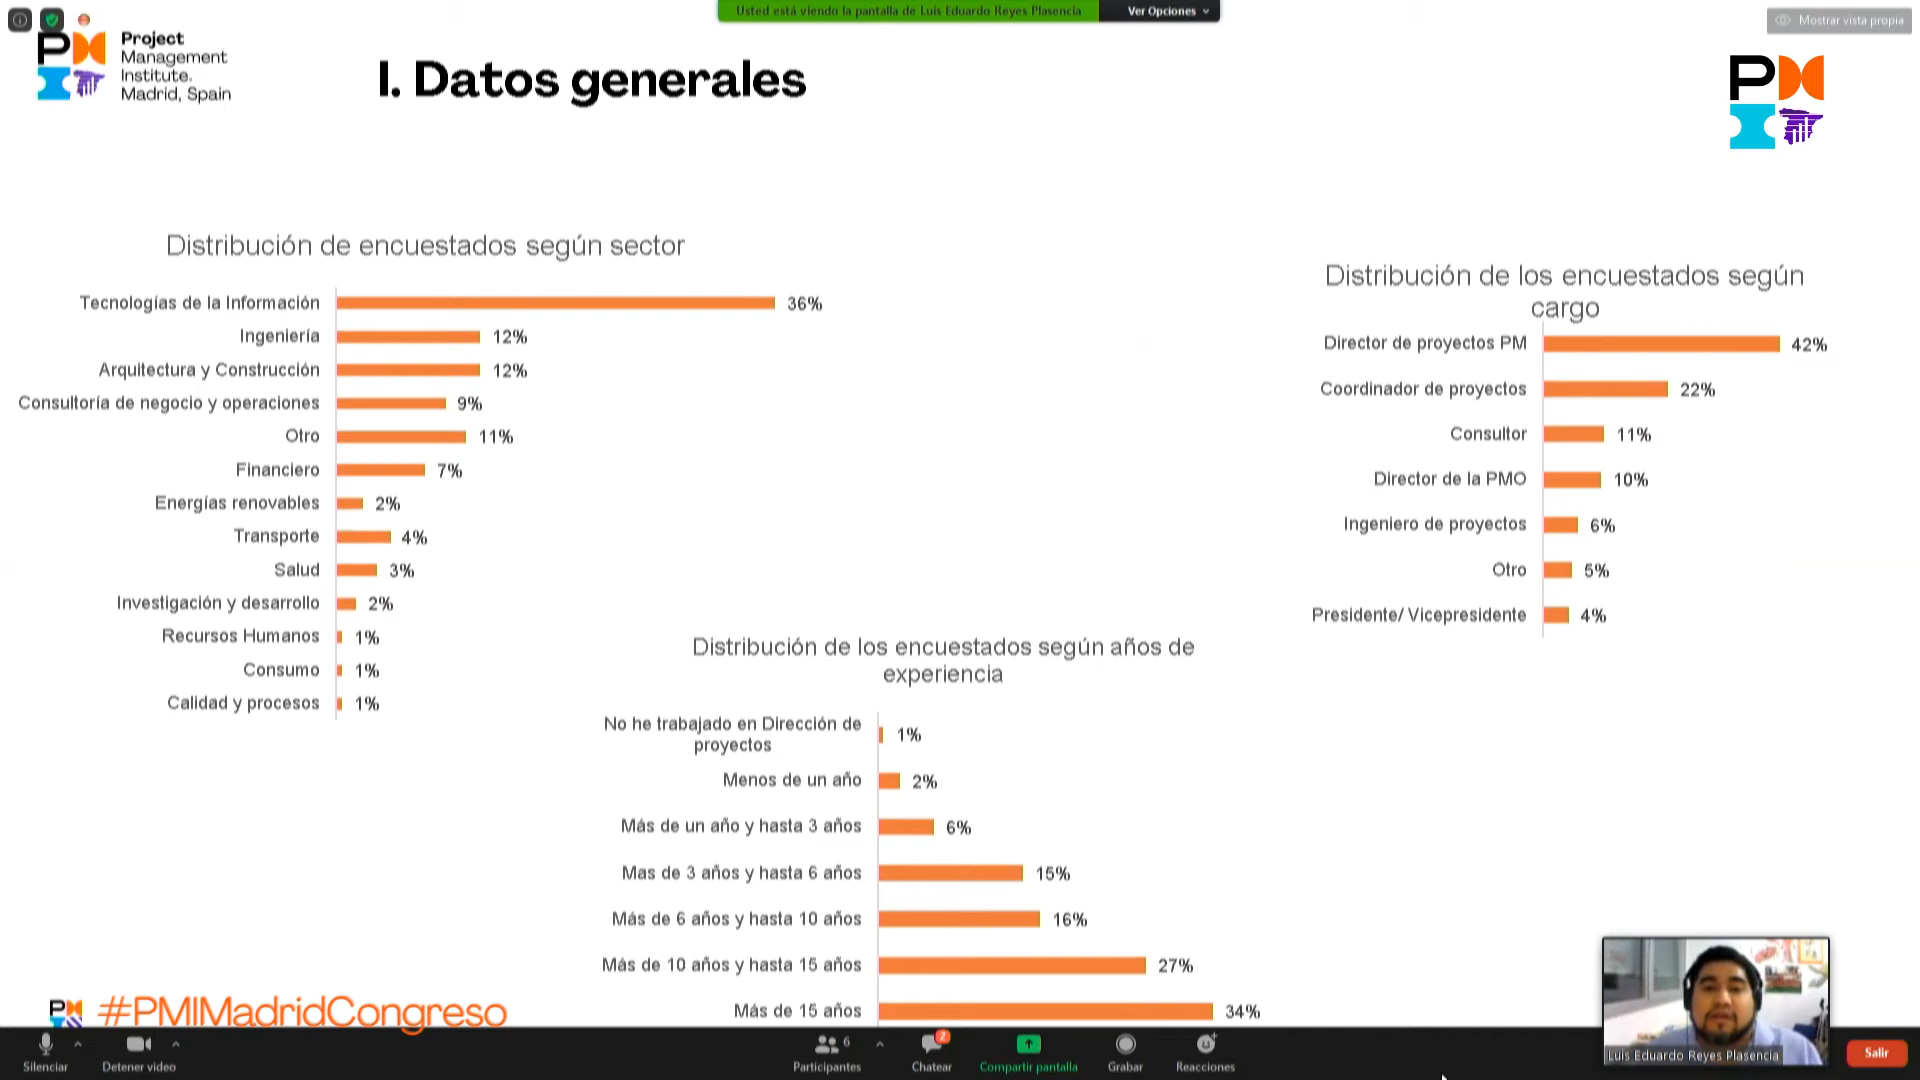 Usted está viendo la pantalla de Luis Eduardo Reyes Plasencia
Ver Opciones
Mostrar vista propia
Project
Management
Institute.
Madrid, Spain
I. Datos generales
Distribución de encuestados según sector
Tecnologías de la Información 36%
Ingeniería 12%
Arquitectura y Construcción 12%
Consultoría de negocio y operaciones 9%
Otro 11%
Financiero 7%
Energías renovables 2%
Transporte 4%
Salud 3%
Investigación y desarrollo 2%
Recursos Humanos 1%
Consumo 1%
Calidad y procesos 1%
Distribución de los encuestados según
cargo
Director de proyectos PM 42%
Coordinador de proyectos 22%
Consultor 11%
Director de la PMO 10%
Ingeniero de proyectos 6%
Otro 5%
Presidente/ Vicepresidente 4%
Distribución de los encuestados según años de
experiencia
No he trabajado en Dirección de
proyectos 1%
Menos de un año 2%
Más de un año y hasta 3 años 6%
Mas de 3 años y hasta 6 años 15%
Más de 6 años y hasta 10 años 16%
Más de 10 años y hasta 15 años 27%
Más de 15 años 34%
#PMIMadridCongreso
Luis Eduardo Reyes Plasencia
Silenciar
Detener video
6
Participantes
2
Chatear
Compartir pantalla
Grabar
Reacciones
Salir